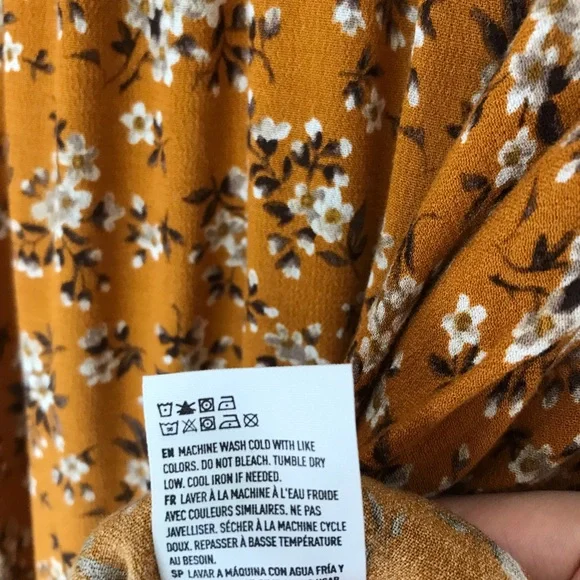 EN MACHINE WASH COLD WITH LIKE
COLORS. DO NOT BLEACH. TUMBLE DRY
LOW. COOL IRON IF NEEDED.
FR LAVER À LA MACHINE À L'EAU FROIDE
AVEC COULEURS SIMILAIRES. NE PAS
JAVELLISER. SÉCHER À LA MACHINE CYCLE
DOUX. REPASSER À BASSE TEMPÉRATURE
AU BESOIN.
SP LAVAR A MÁQUINA CON AGUA FRÍA Y